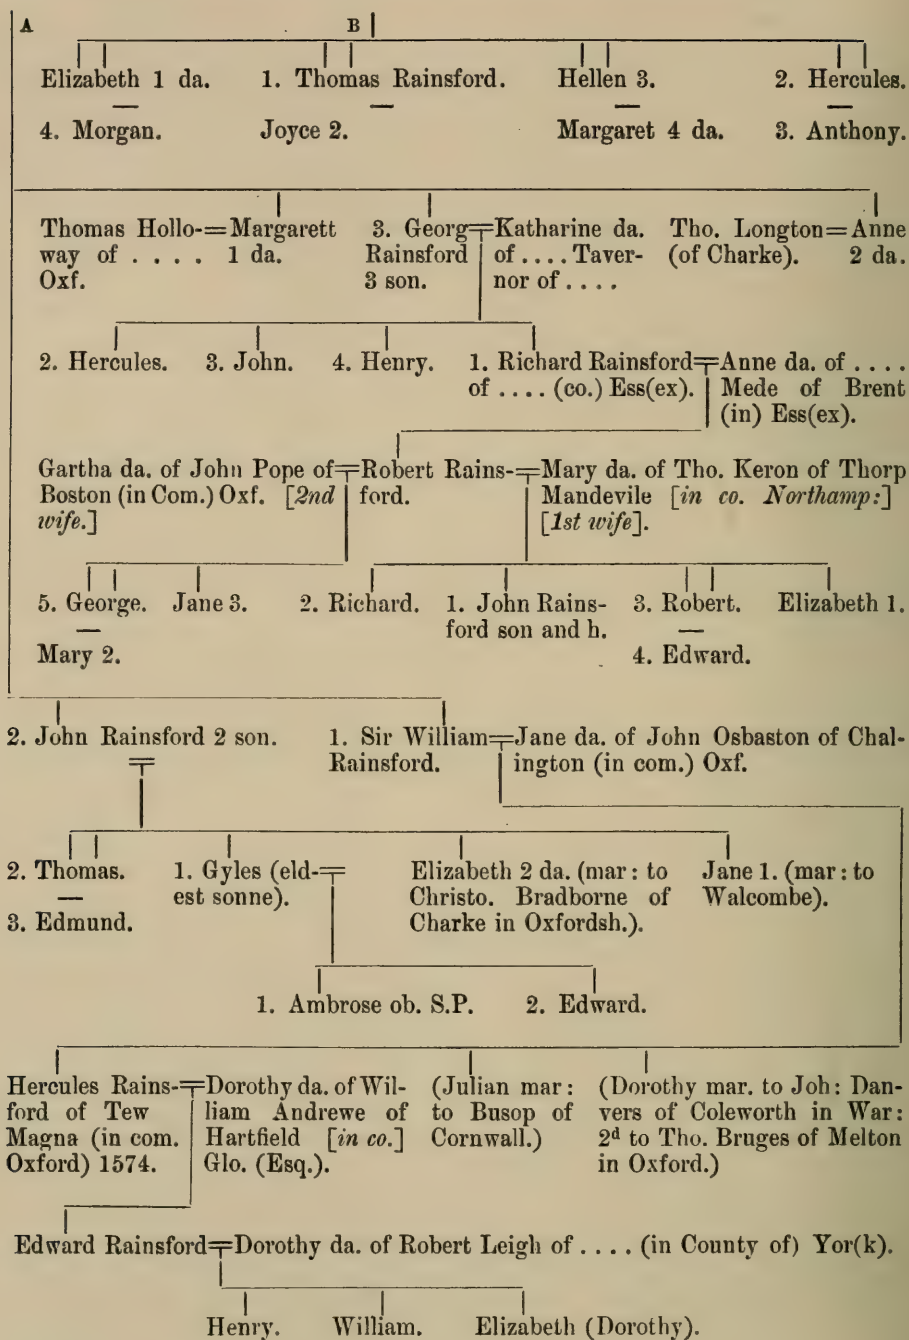 A B
Elizabeth 1 da. 1. Thomas Rainsford. Hellen 3. 2. Hercules.
4. Morgan. Joyce 2. Margaret 4 da. 3. Anthony.
Thomas Hollo-=Margarett 3. Georg=Katharine da. Tho. Longton=Anne
way of . . . . 1 da. Rainsford of . . . . Taver- (of Charke). 2 da.
Oxf. 3 son. nor of . . . .
2. Hercules. 3. John. 4. Henry. 1. Richard Rainsford=Anne da. of . . . .
of . . . . (co.) Ess(ex). Mede of Brent
(in) Ess(ex).
Gartha da. of John Pope of=Robert Rains-=Mary da. of Tho. Keron of Thorp
Boston (in Com.) Oxf. [2nd ford. Mandevile [in co. Northamp:]
wife.] [1st wife].
5. George. Jane 3. 2. Richard. 1. John Rains- 3. Robert. Elizabeth 1.
ford son and h.
Mary 2. 4. Edward.
2. John Rainsford 2 son. 1. Sir William=Jane da. of John Osbaston of Chal-
Rainsford. ington (in com.) Oxf.
2. Thomas. 1. Gyles (eld-= Elizabeth 2 da. (mar: to Jane 1. (mar: to
est sonne). Christo. Bradborne of Walcombe).
3. Edmund. Charke in Oxfordsh.).
1. Ambrose ob. S.P. 2. Edward.
Hercules Rains-=Dorothy da. of Wil- (Julian mar: (Dorothy mar. to Joh: Dan-
ford of Tew liam Andrewe of to Busop of vers of Coleworth in War:
Magna (in com. Hartfield [in co.] Cornwall.) 2d to Tho. Bruges of Melton
Oxford) 1574. Glo. (Esq.). in Oxford.)
Edward Rainsford=Dorothy da. of Robert Leigh of . . . . (in County of) Yor(k).
Henry. William. Elizabeth (Dorothy).